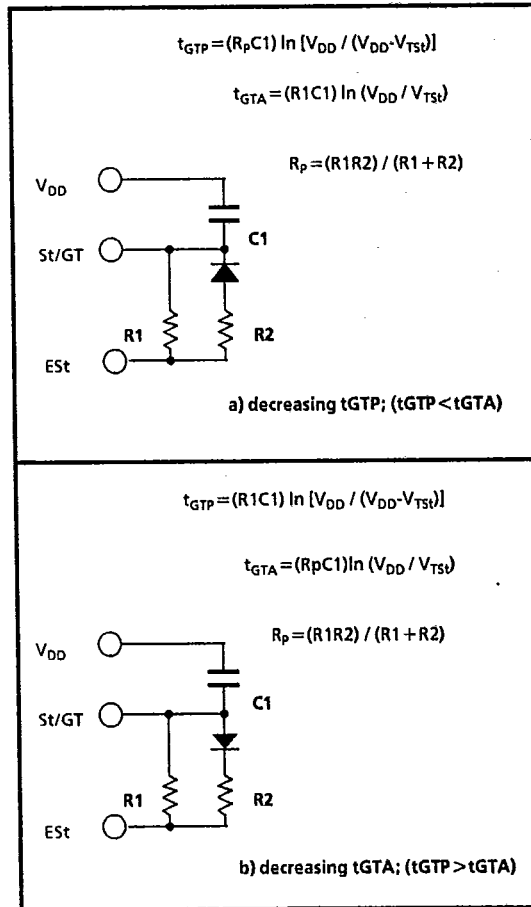 t_GTP=(R_PC1) ln [V_DD / (V_DD-V_TSt)]
t_GTA=(R1C1) ln (V_DD / V_TSt)
R_P=(R1R2) / (R1+R2)
V_DD
C1
St/GT
R1
R2
ESt
a) decreasing tGTP; (tGTP<tGTA)
t_GTP=(R1C1) ln [V_DD / (V_DD-V_TSt)]
t_GTA=(RpC1)ln (V_DD / V_TSt)
R_P=(R1R2) / (R1+R2)
V_DD
C1
St/GT
R1
R2
ESt
b) decreasing tGTA; (tGTP>tGTA)